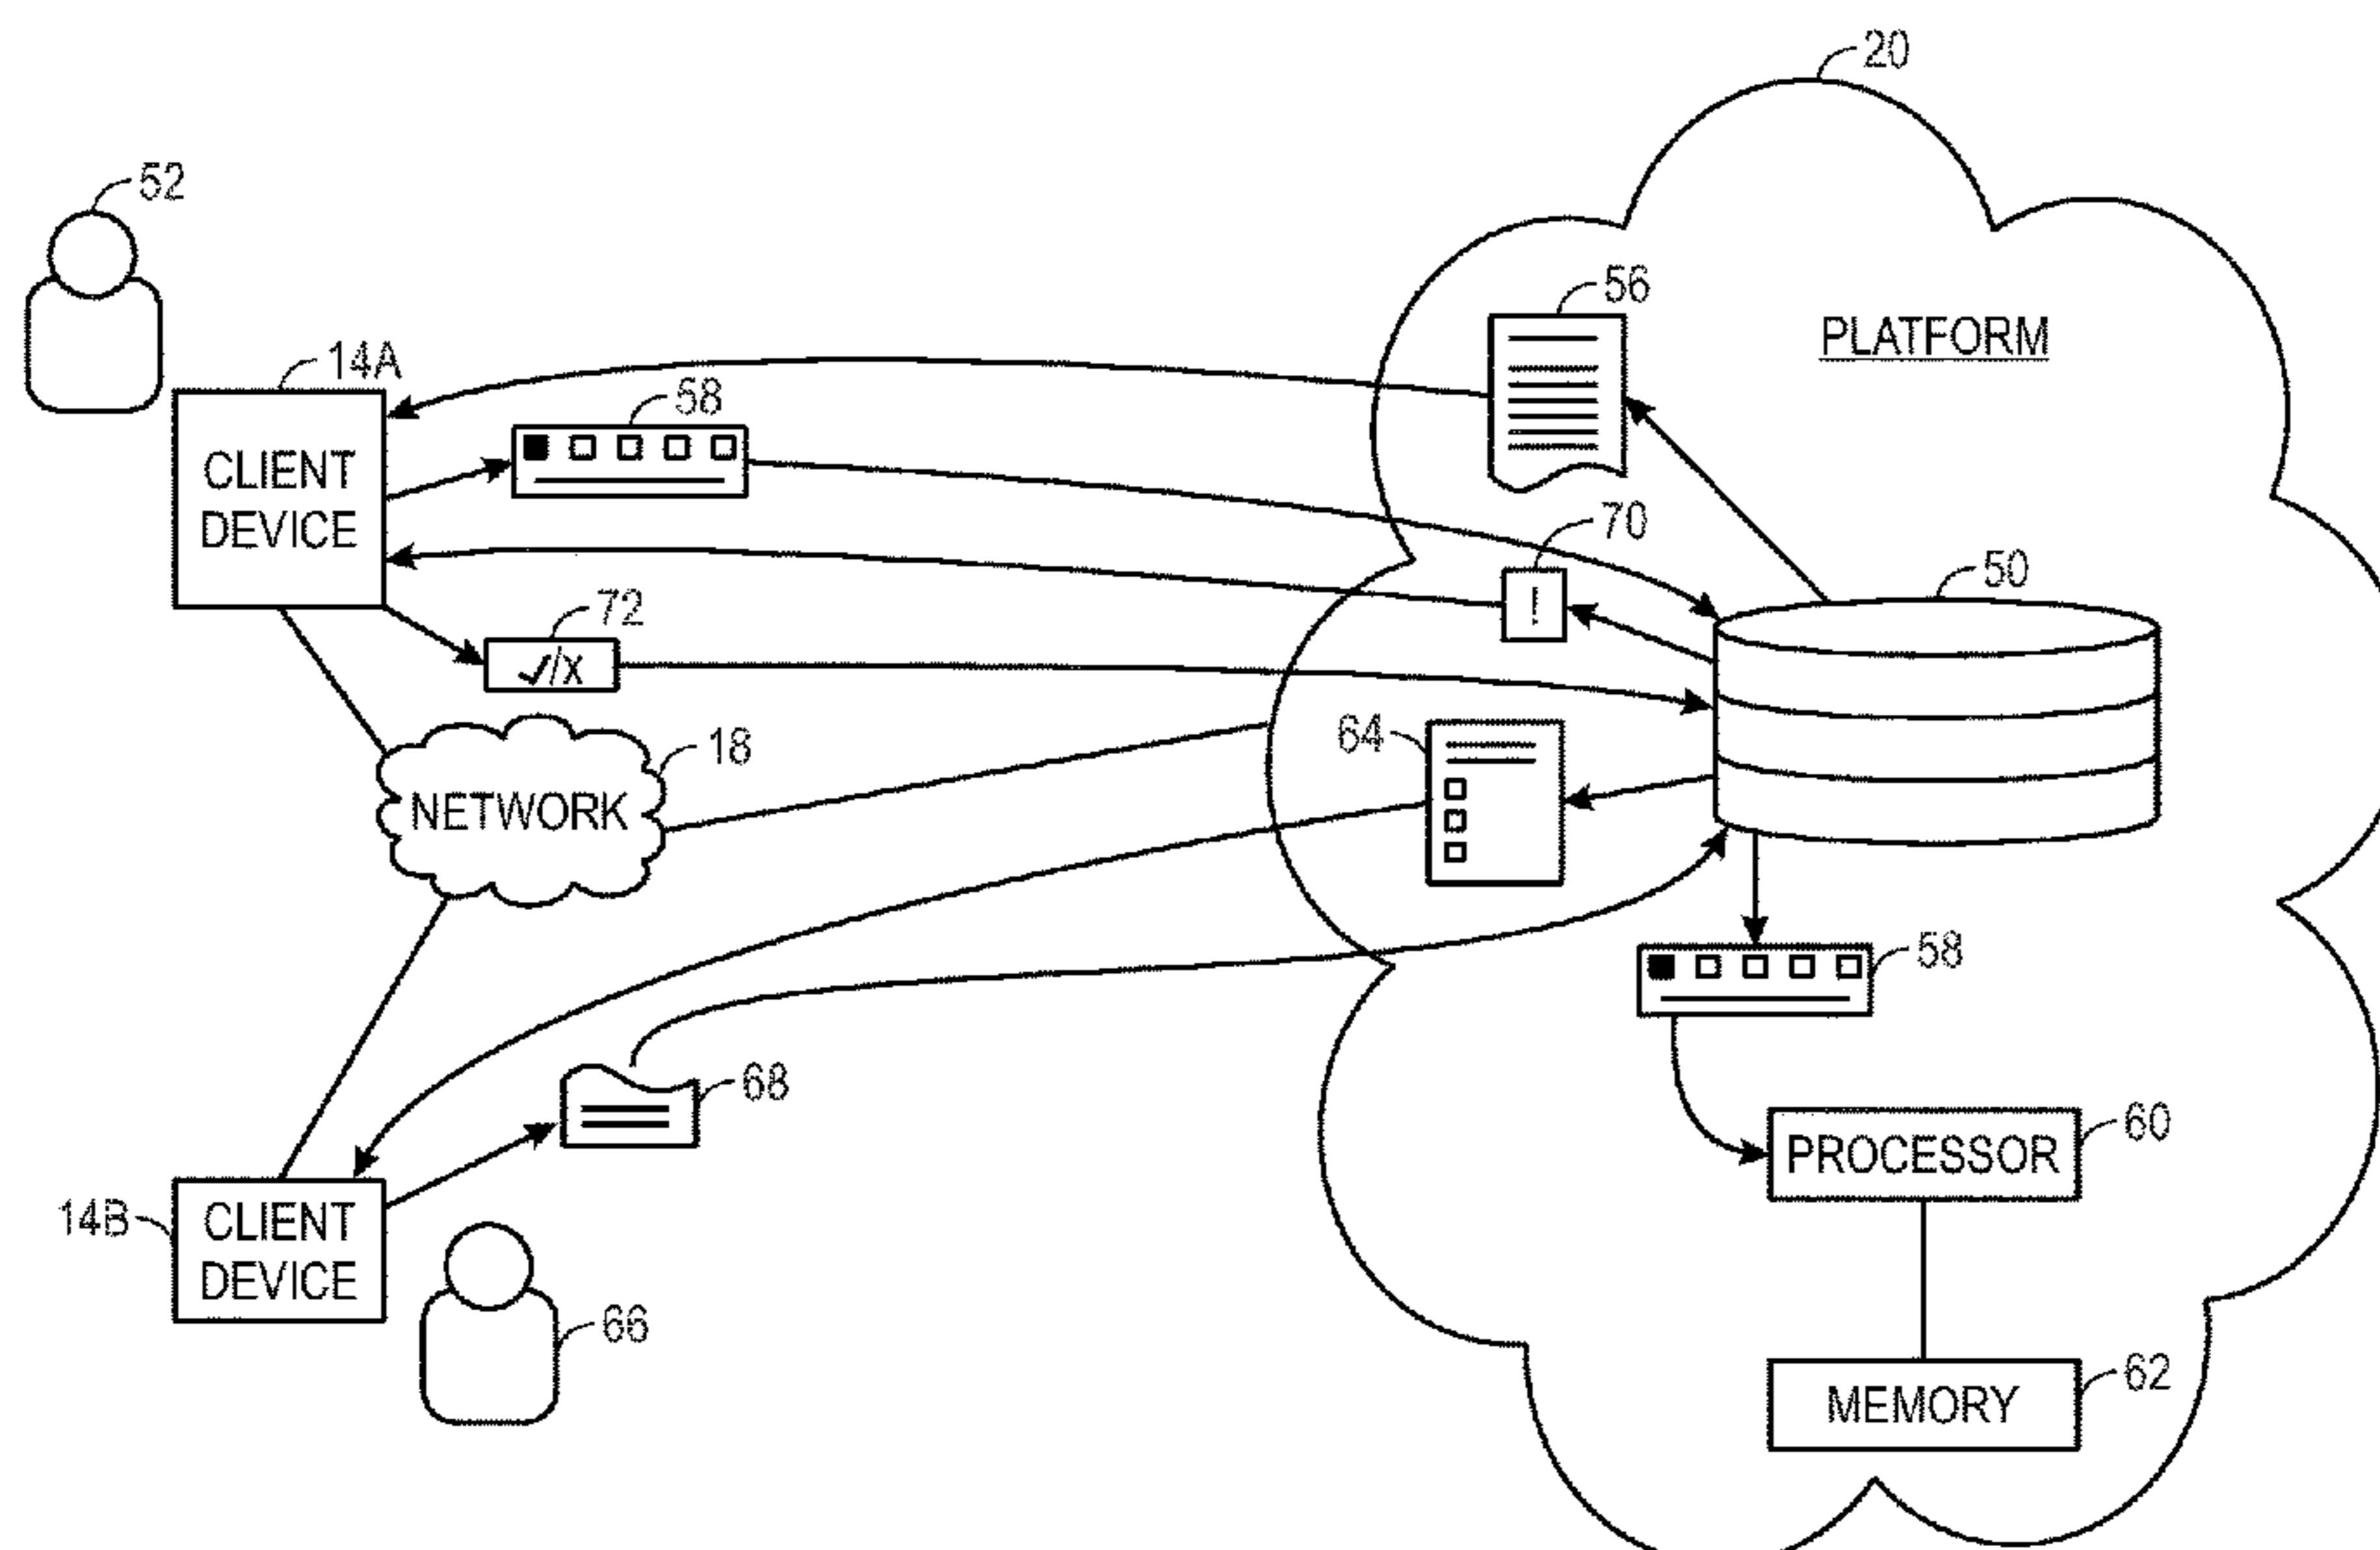 20
52
56
PLATFORM
14A
58
CLIENT
DEVICE
70
!
50
72
✓/x
64
18
NETWORK
58
68
60
PROCESSOR
14B
CLIENT
DEVICE
66
62
MEMORY